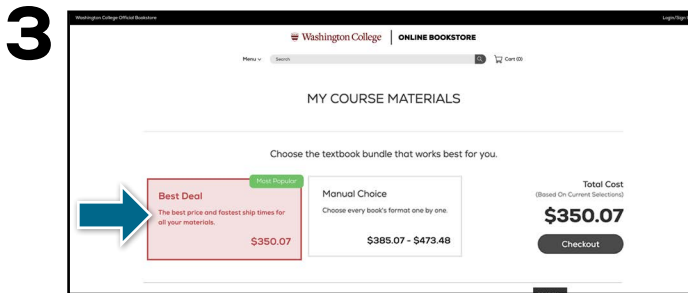 3
Washington College Official Bookstore
Login/Sign
Washington College | ONLINE BOOKSTORE
Menu
Search
Cart (0)
MY COURSE MATERIALS
Choose the textbook bundle that works best for you.
Most Popular
Best Deal
The best price and fastest ship times for
all your materials.
$350.07
Manual Choice
Choose every book's format one by one.
$385.07 - $473.48
Total Cost
(Based On Current Selections)
$350.07
Checkout